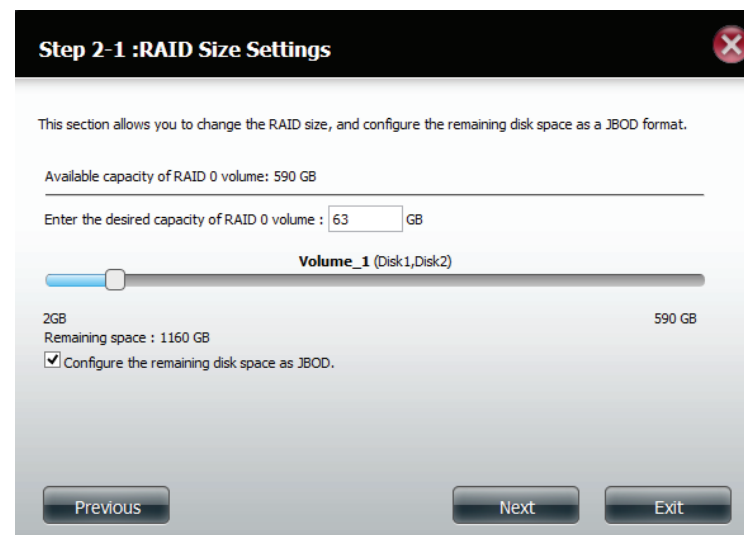 Step 2-1 :RAID Size Settings
This section allows you to change the RAID size, and configure the remaining disk space as a JBOD format.
Available capacity of RAID 0 volume: 590 GB
Enter the desired capacity of RAID 0 volume : 63 GB
Volume_1 (Disk1,Disk2)
2GB 590 GB
Remaining space : 1160 GB
Configure the remaining disk space as JBOD.
Previous Next Exit